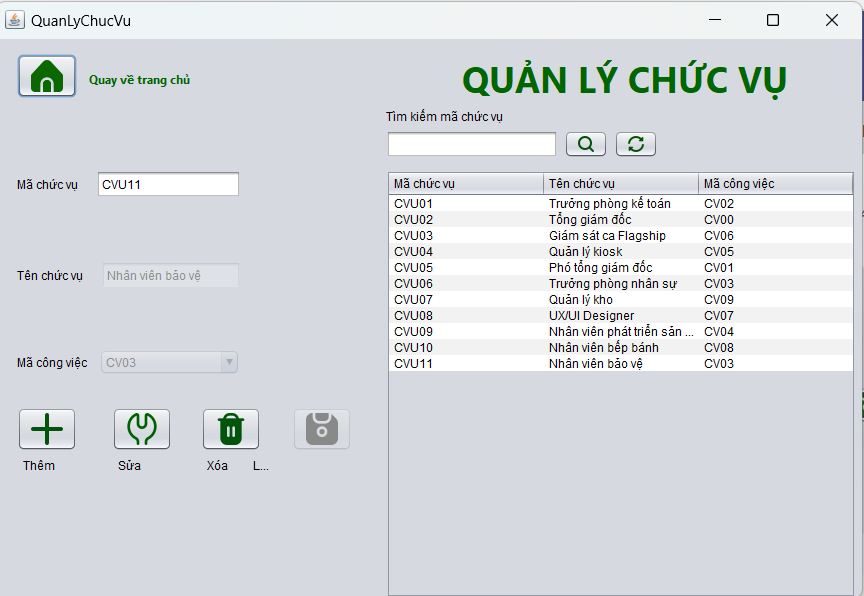 QuanLyChucVu
Quay về trang chủ
QUẢN LÝ CHỨC VỤ
Tìm kiếm mã chức vụ
Mã chức vụ CVU11
Tên chức vụ Nhân viên bảo vệ
Mã công việc CV03
Thêm Sửa Xóa L...
Mã chức vụ Tên chức vụ Mã công việc
CVU01 Trưởng phòng kế toán CV02
CVU02 Tổng giám đốc CV00
CVU03 Giám sát ca Flagship CV06
CVU04 Quản lý kiosk CV05
CVU05 Phó tổng giám đốc CV01
CVU06 Trưởng phòng nhân sự CV03
CVU07 Quản lý kho CV09
CVU08 UX/UI Designer CV07
CVU09 Nhân viên phát triển sản ... CV04
CVU10 Nhân viên bếp bánh CV08
CVU11 Nhân viên bảo vệ CV03